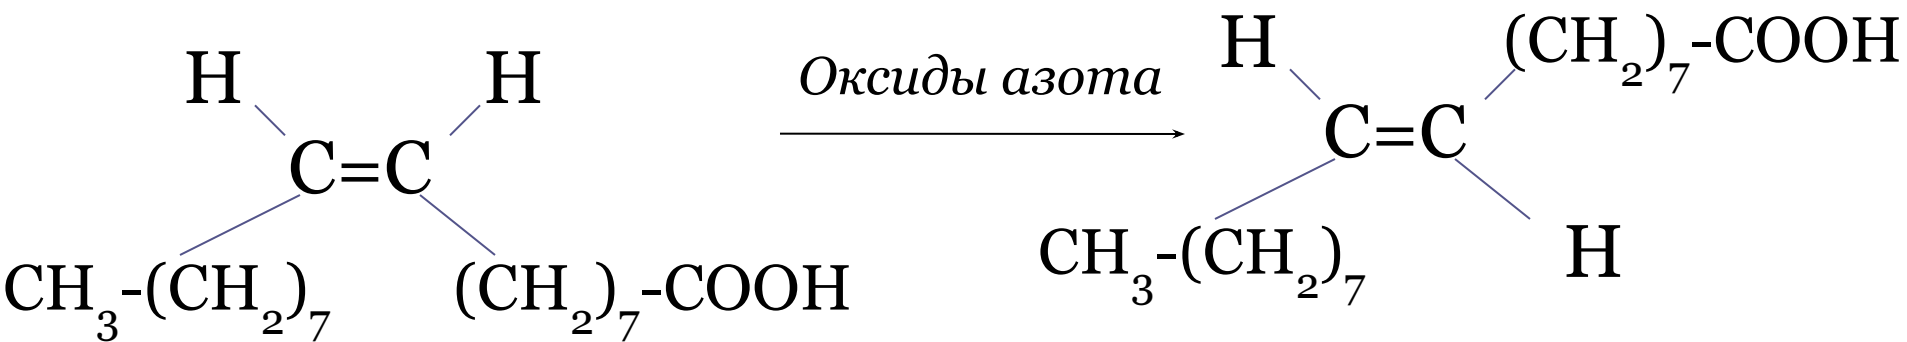 H H
C=C
CH3-(CH2)7 (CH2)7-COOH
Оксиды азота
H (CH2)7-COOH
C=C
CH3-(CH2)7 H